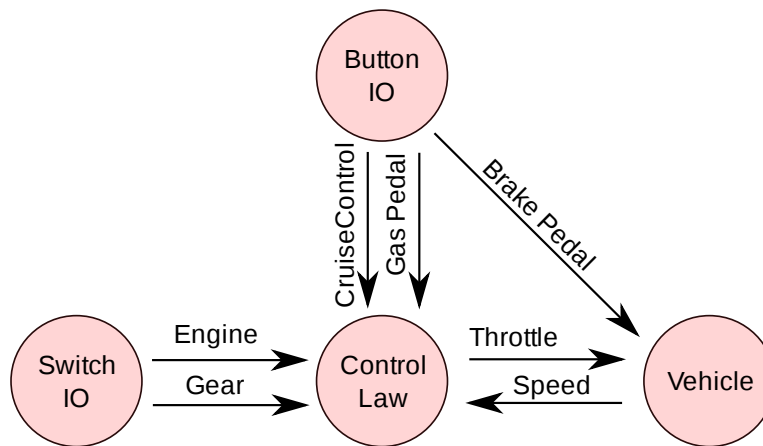 Button
IO
CruiseControl
Gas Pedal
Brake Pedal
Switch
IO
Engine
Gear
Control
Law
Throttle
Speed
Vehicle